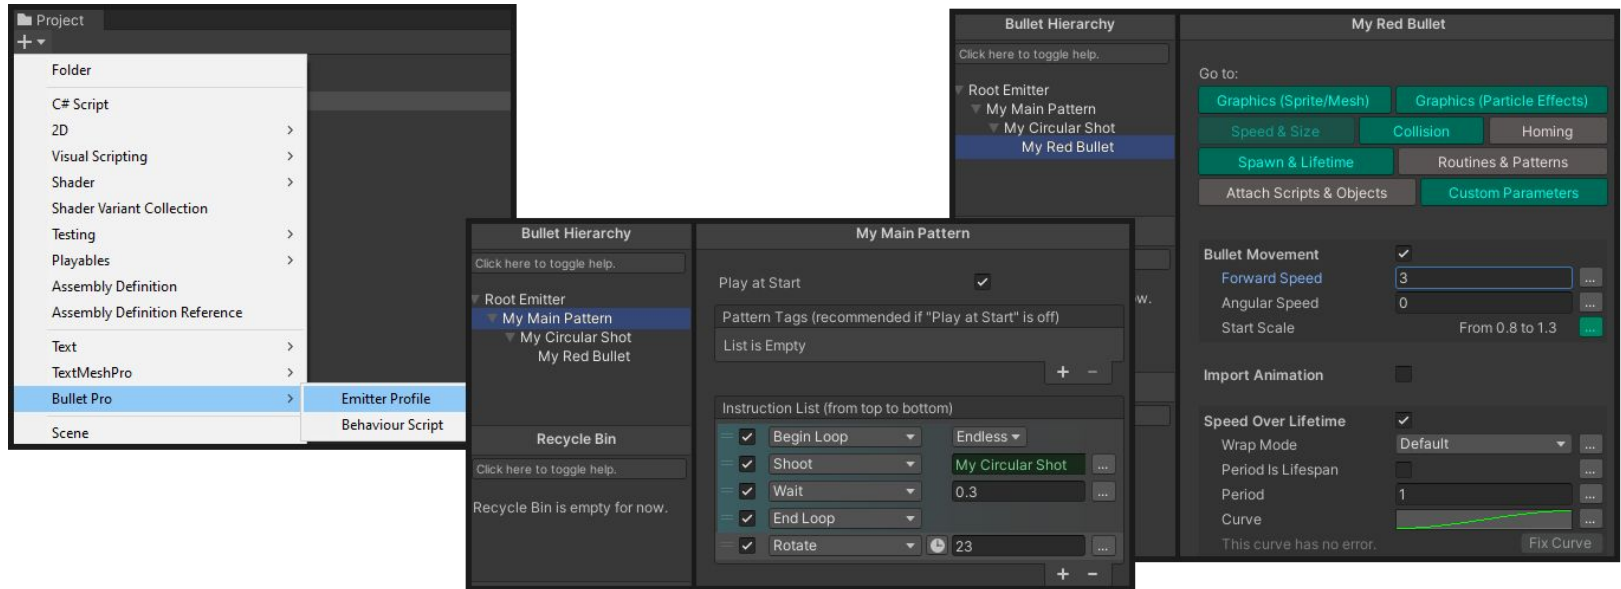 Project
Folder
C# Script
2D
Visual Scripting
Shader
Shader Variant Collection
Testing
Playables
Assembly Definition
Assembly Definition Reference
Text
TextMeshPro
Bullet Pro
Scene
Emitter Profile
Behaviour Script
Bullet Hierarchy
Click here to toggle help.
Root Emitter
My Main Pattern
My Circular Shot
My Red Bullet
Recycle Bin
Click here to toggle help.
Recycle Bin is empty for now.
My Main Pattern
Play at Start
Pattern Tags (recommended if "Play at Start" is off)
List is Empty
+ −
Instruction List (from top to bottom)
Begin Loop Endless
Shoot My Circular Shot ...
Wait 0.3 ...
End Loop
Rotate 23 ...
+ −
Bullet Hierarchy
Click here to toggle help.
Root Emitter
My Main Pattern
My Circular Shot
My Red Bullet
w.
My Red Bullet
Go to:
Graphics (Sprite/Mesh) Graphics (Particle Effects)
Speed & Size Collision Homing
Spawn & Lifetime Routines & Patterns
Attach Scripts & Objects Custom Parameters
Bullet Movement
Forward Speed 3 ...
Angular Speed 0 ...
Start Scale From 0.8 to 1.3 ...
Import Animation
Speed Over Lifetime
Wrap Mode Default ...
Period Is Lifespan ...
Period 1 ...
Curve ...
This curve has no error. Fix Curve